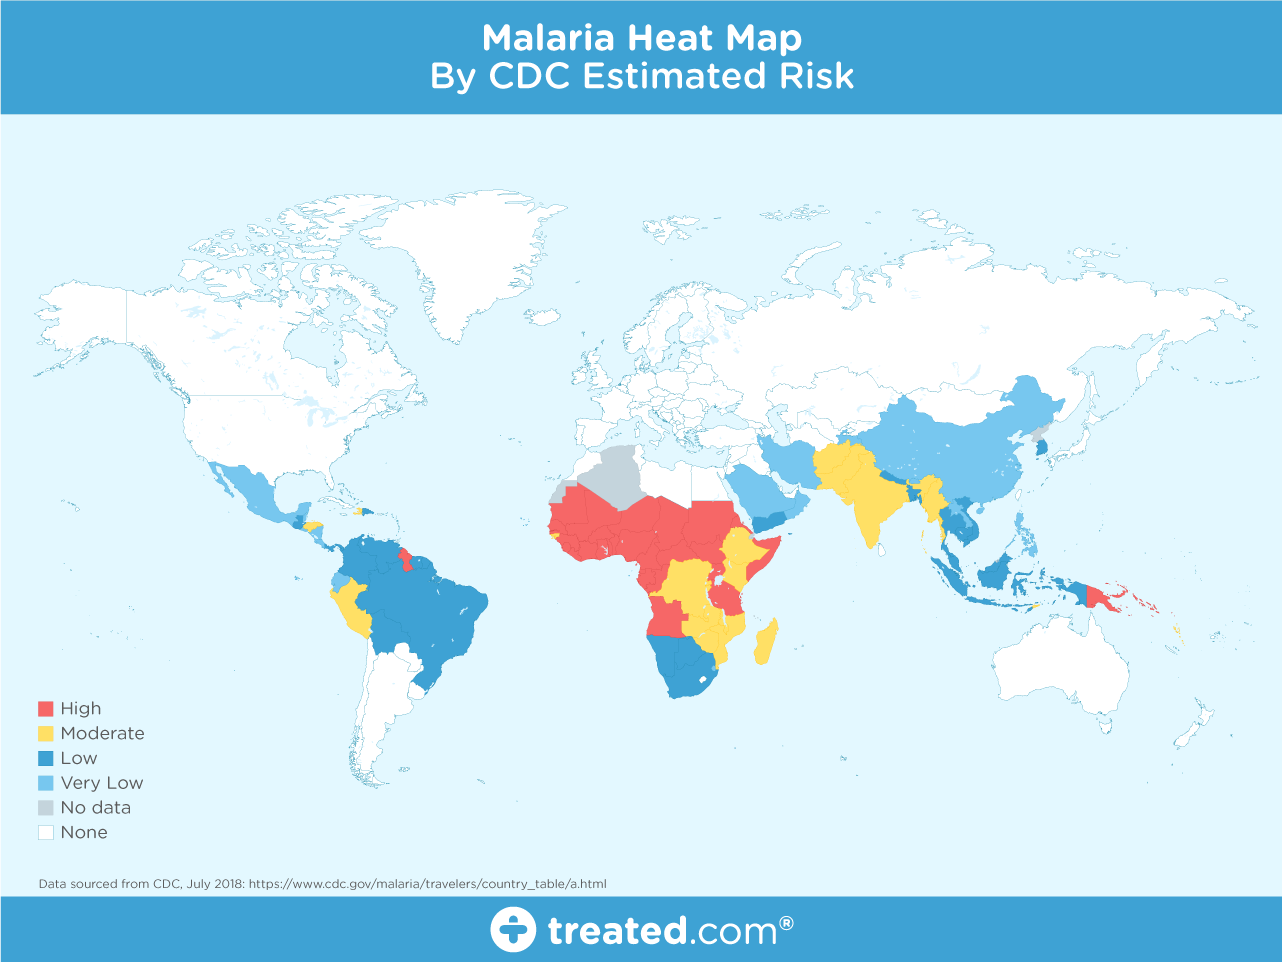 Malaria Heat Map
By CDC Estimated Risk
High
Moderate
Low
Very Low
No data
None
Data sourced from CDC, July 2018: https://www.cdc.gov/malaria/travelers/country_table/a.html
treated.com®